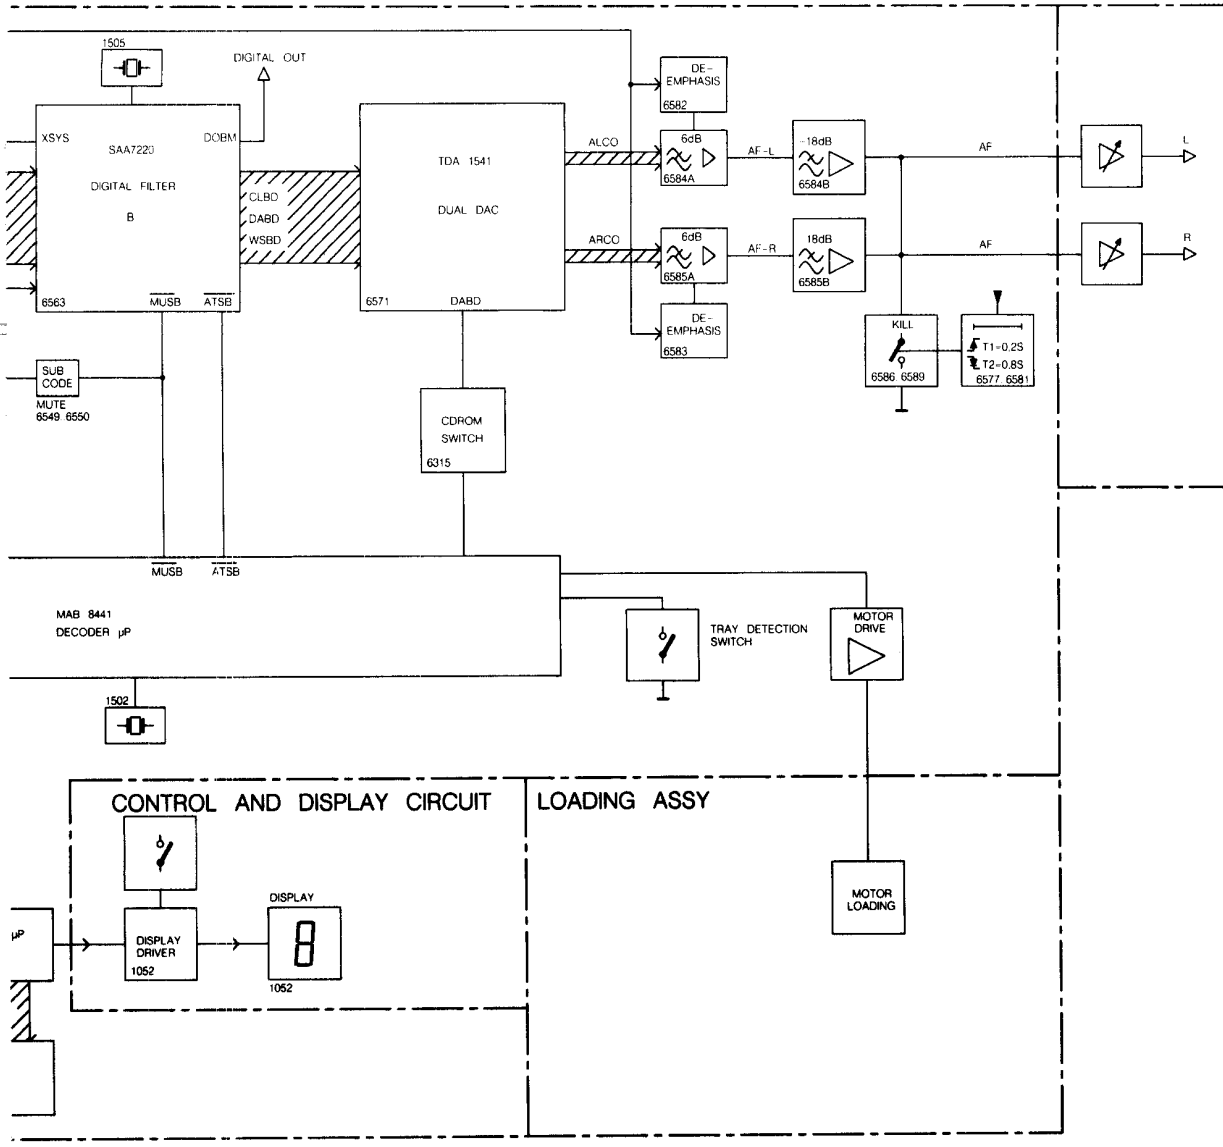 1505
DIGITAL OUT
XSYS
DOBM
SAA7220
DIGITAL FILTER
B
CLBD
DABD
WSBD
6563
MUSB
ATSB
TDA 1541
DUAL DAC
6571
DABD
ALCO
ARCO
DE-
EMPHASIS
6582
6dB
6584A
AF-L
-18dB
6584B
AF
L
6dB
6585A
AF-R
18dB
6585B
AF
R
DE-
EMPHASIS
6583
KILL
6586, 6589
T1=0.2S
T2=0.8S
6577, 6581
SUB
CODE
MUTE
6549 6550
CDROM
SWITCH
6315
MUSB
ATSB
MAB 8441
DECODER µP
1502
TRAY DETECTION
SWITCH
MOTOR
DRIVE
CONTROL AND DISPLAY CIRCUIT
LOADING ASSY
DISPLAY
µP
DISPLAY
DRIVER
1052
8
1052
MOTOR
LOADING